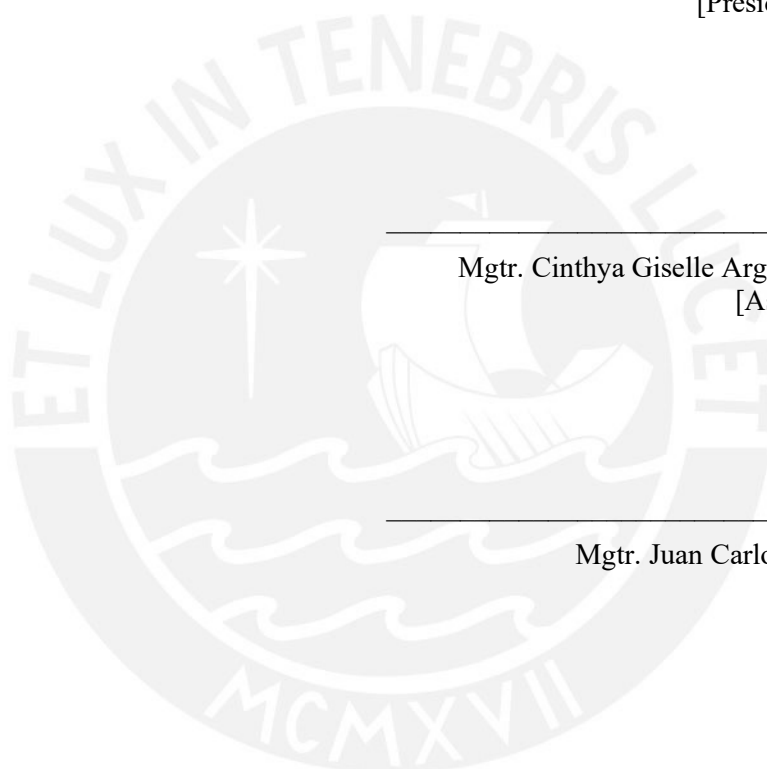 [Presid
Mgtr. Cinthya Giselle Arg
[A
Mgtr. Juan Carlo
ET LUX IN TENEBRIS LUCET
MCMXVII